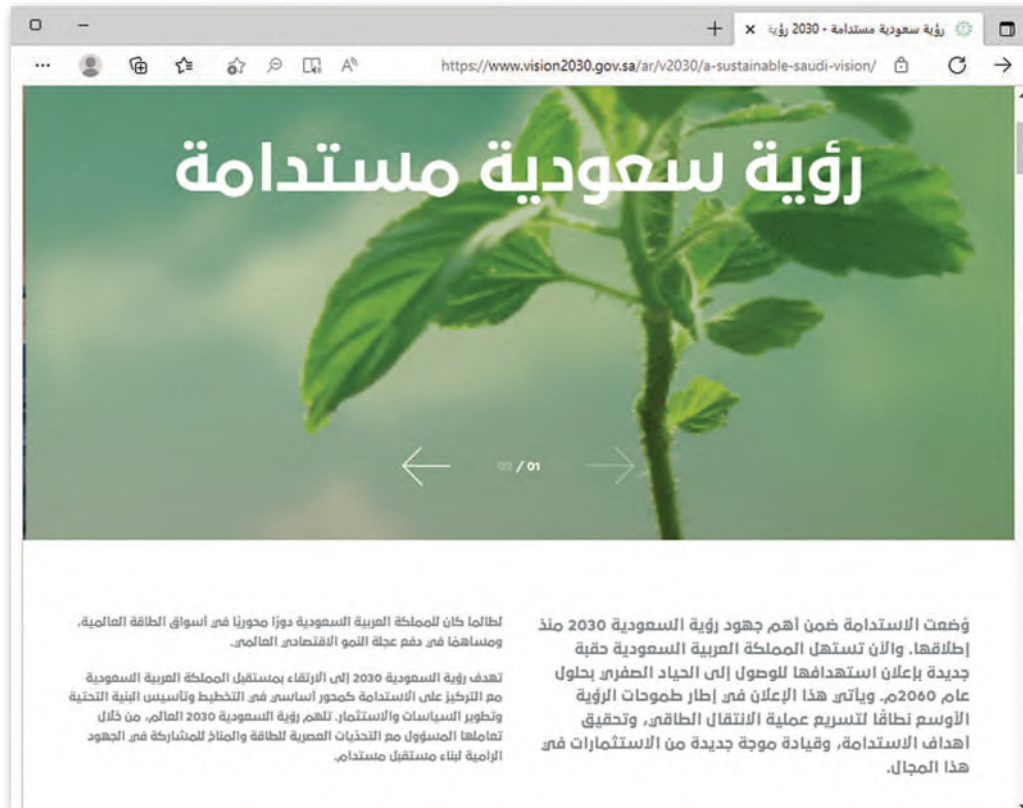 رؤية سعودية مستدامة - 2030 رؤية
https://www.vision2030.gov.sa/ar/v2030/a-sustainable-saudi-vision/
رؤية سعودية مستدامة
01 / 02
وُضعت الاستدامة ضمن أهم جهود رؤية السعودية 2030 منذ
إطلاقها. والآن تستهل المملكة العربية السعودية حقبة
جديدة بإعلان استهدافها للوصول إلى الحياد الصفري بحلول
عام 2060م. ويأتي هذا الإعلان في إطار طموحات الرؤية
الأوسع نطاقًا لتسريع عملية الانتقال الطاقي، وتحقيق
أهداف الاستدامة، وقيادة موجة جديدة من الاستثمارات في
هذا المجال.
لطالما كان للمملكة العربية السعودية دورًا محوريًا في أسواق الطاقة العالمية،
ومساهمًا في دفع عجلة النمو الاقتصادي العالمي.
تهدف رؤية السعودية 2030 إلى الارتقاء بمستقبل المملكة العربية السعودية
مع التركيز على الاستدامة كمحور أساسي في التخطيط وتأسيس البنية التحتية
وتطوير السياسات والاستثمار. تلهم رؤية السعودية 2030 العالم، من خلال
تعاملها المسؤول مع التحديات العصرية للطاقة والمناخ للمشاركة في الجهود
الرامية لبناء مستقبل مستدام.